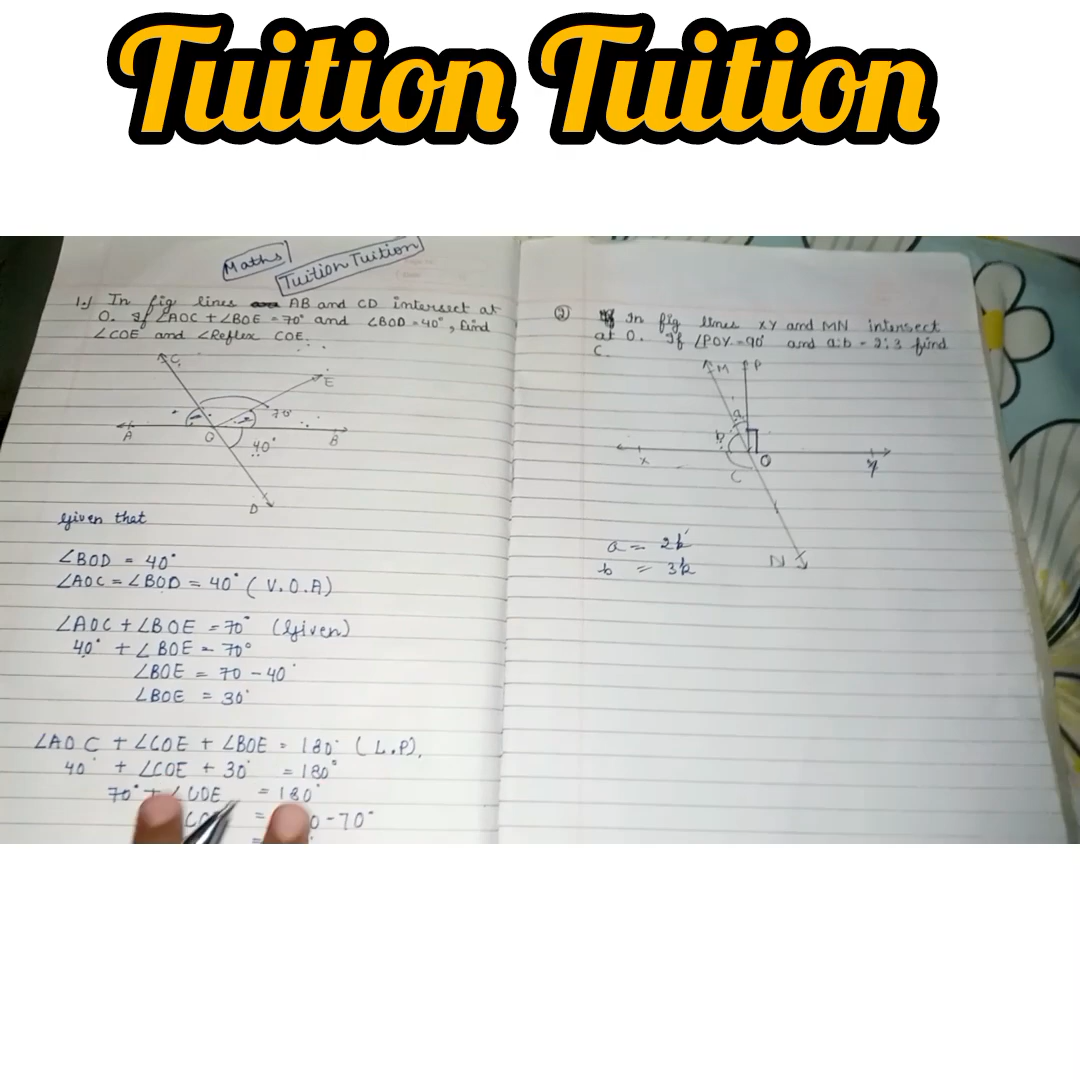 Tuition Tuition
Maths
Tuition Tuition
1.) In fig lines AB and CD intersect at
O. If ∠AOC + ∠BOE = 70° and ∠BOD = 40°, find
∠COE and ∠Reflex COE.
C
E
70°
A
O
B
40°
D
given that
∠BOD = 40°
∠AOC = ∠BOD = 40° (V.O.A)
∠AOC + ∠BOE = 70° (Given)
40° + ∠BOE = 70°
∠BOE = 70 - 40°
∠BOE = 30°
∠AOC + ∠COE + ∠BOE = 180° (L.P).
40° + ∠COE + 30° = 180°
70° + ∠COE = 180°
= - 70°
② In fig lines XY and MN intersect
at O. If ∠POY = 90° and a:b = 2:3 find
C.
M
P
a
b
X
O
Y
C
N
a = 2k
b = 3k